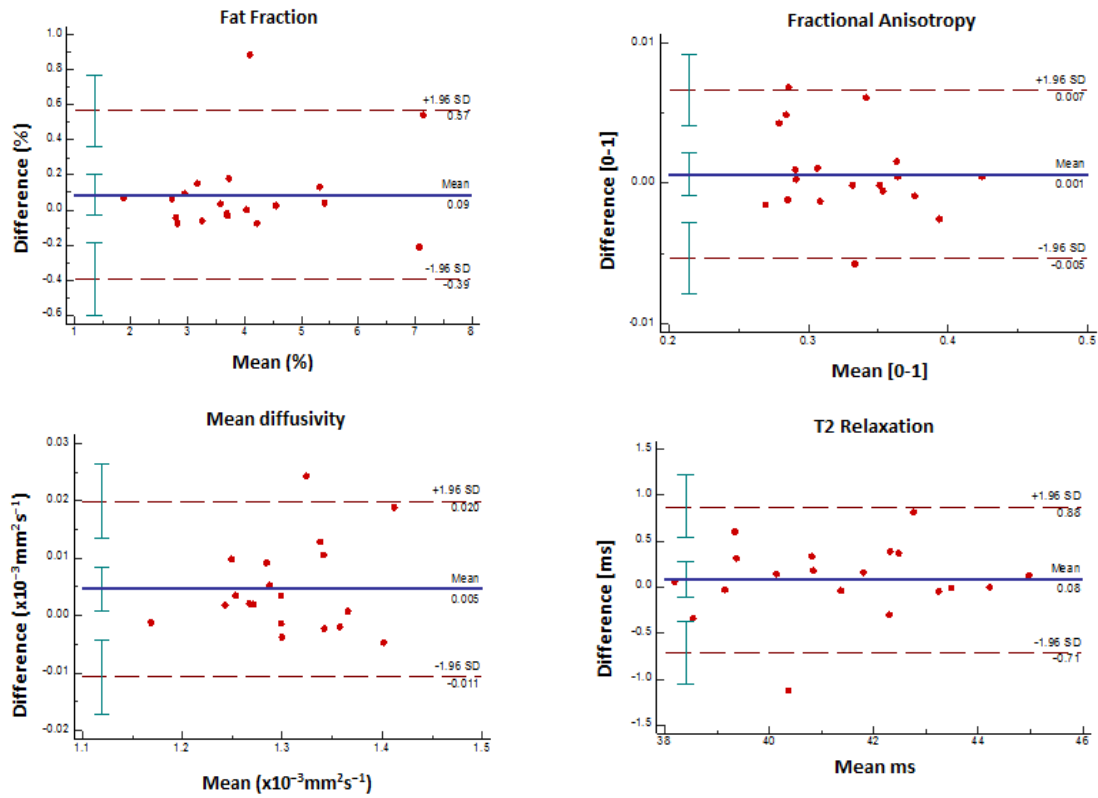 Fat Fraction
1.0
0.8
0.6
0.4
0.2
0.0
-0.2
-0.4
-0.6
Difference (%)
+1.96 SD
0.57
Mean
0.09
-1.96 SD
-0.39
1 2 3 4 5 6 7 8
Mean (%)
Fractional Anisotropy
0.01
0.00
-0.01
Difference [0-1]
+1.96 SD
0.007
Mean
0.001
-1.96 SD
-0.005
0.2 0.3 0.4 0.5
Mean [0-1]
Mean diffusivity
0.03
0.02
0.01
0.00
-0.01
-0.02
Difference (x10⁻³mm²s⁻¹)
+1.96 SD
0.020
Mean
0.005
-1.96 SD
-0.011
1.1 1.2 1.3 1.4 1.5
Mean (x10⁻³mm²s⁻¹)
T2 Relaxation
1.5
1.0
0.5
0.0
-0.5
-1.0
-1.5
Difference [ms]
+1.96 SD
0.88
Mean
0.08
-1.96 SD
-0.71
38 40 42 44 46
Mean ms